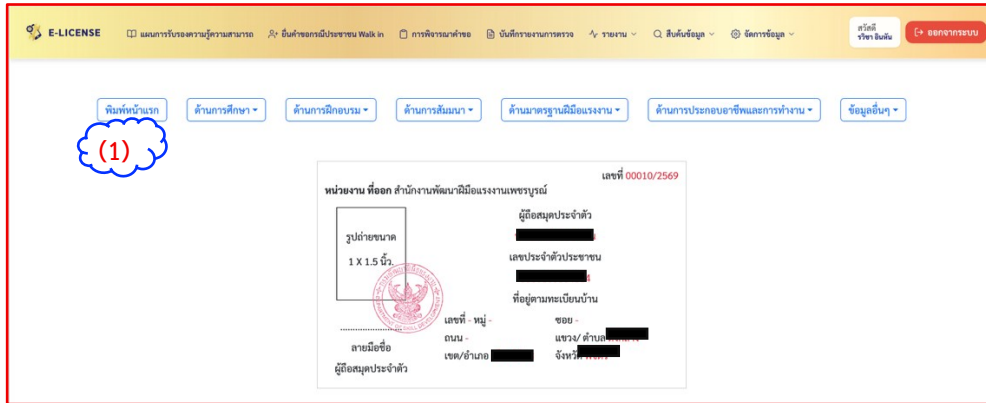 E-LICENSE แผนการรับรองความรู้ความสามารถ ยื่นคำขอกรณีประชาชน Walk in การพิจารณาคำขอ บันทึกรายงานการตรวจ รายงาน สืบค้นข้อมูล จัดการข้อมูล สวัสดี
รวิชา อินต๊ะ ออกจากระบบ
พิมพ์หน้าแรก ด้านการศึกษา ด้านการฝึกอบรม ด้านการสัมมนา ด้านมาตรฐานฝีมือแรงงาน ด้านการประกอบอาชีพและการทำงาน ข้อมูลอื่นๆ
(1)
เลขที่ 00010/2569
หน่วยงาน ที่ออก สำนักงานพัฒนาฝีมือแรงงานเพชรบูรณ์
ผู้ถือสมุดประจำตัว
รูปถ่ายขนาด
1 X 1.5 นิ้ว.
เลขประจำตัวประชาชน
ที่อยู่ตามทะเบียนบ้าน
เลขที่ - หมู่ - ซอย -
ถนน - แขวง/ ตำบล
เขต/อำเภอ จังหวัด
ลายมือชื่อ
ผู้ถือสมุดประจำตัว